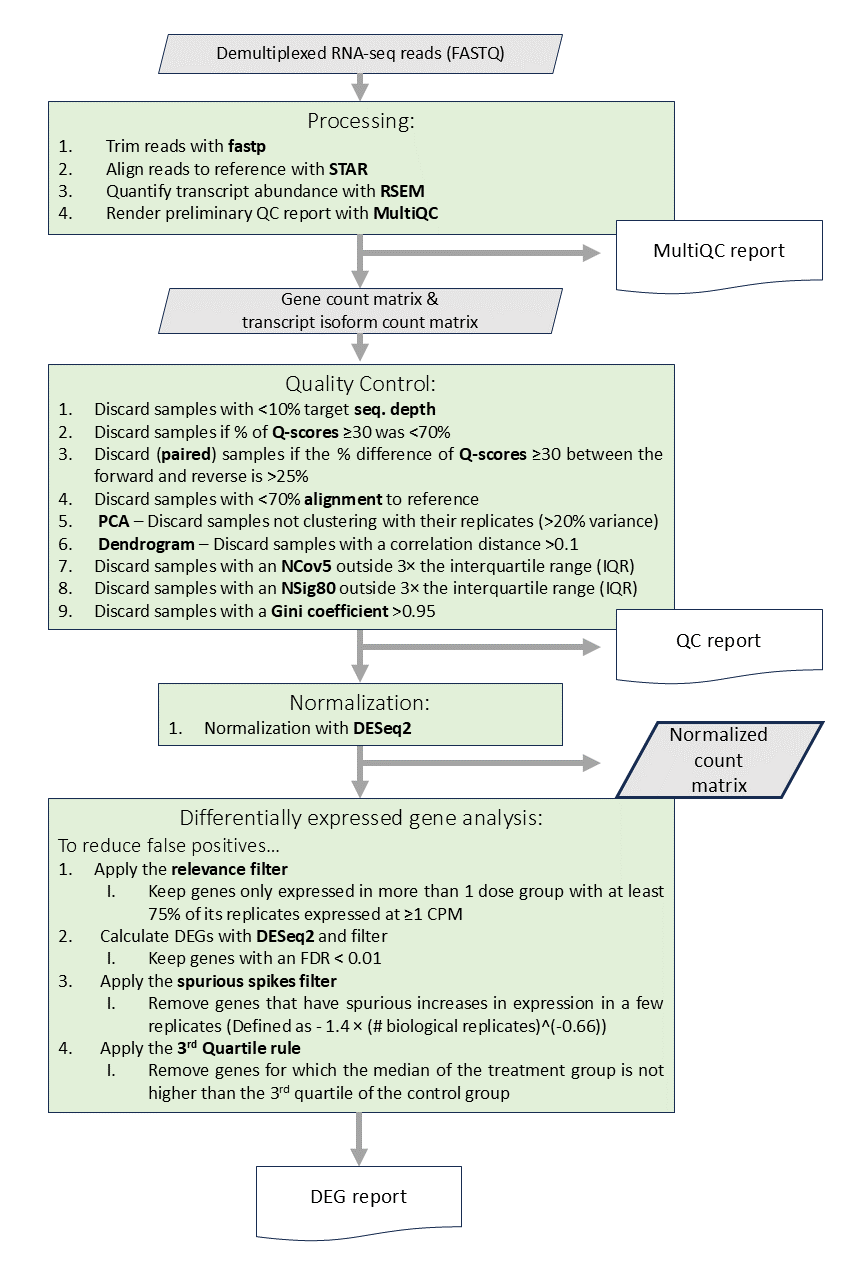 Demultiplexed RNA-seq reads (FASTQ)
Processing:
1. Trim reads with fastp
2. Align reads to reference with STAR
3. Quantify transcript abundance with RSEM
4. Render preliminary QC report with MultiQC
MultiQC report
Gene count matrix &
transcript isoform count matrix
Quality Control:
1. Discard samples with <10% target seq. depth
2. Discard samples if % of Q-scores ≥30 was <70%
3. Discard (paired) samples if the % difference of Q-scores ≥30 between the
forward and reverse is >25%
4. Discard samples with <70% alignment to reference
5. PCA – Discard samples not clustering with their replicates (>20% variance)
6. Dendrogram – Discard samples with a correlation distance >0.1
7. Discard samples with an NCov5 outside 3× the interquartile range (IQR)
8. Discard samples with an NSig80 outside 3× the interquartile range (IQR)
9. Discard samples with a Gini coefficient >0.95
QC report
Normalization:
1. Normalization with DESeq2
Normalized
count
matrix
Differentially expressed gene analysis:
To reduce false positives…
1. Apply the relevance filter
I. Keep genes only expressed in more than 1 dose group with at least
75% of its replicates expressed at ≥1 CPM
2. Calculate DEGs with DESeq2 and filter
I. Keep genes with an FDR < 0.01
3. Apply the spurious spikes filter
I. Remove genes that have spurious increases in expression in a few
replicates (Defined as - 1.4 × (# biological replicates)^(-0.66))
4. Apply the 3rd Quartile rule
I. Remove genes for which the median of the treatment group is not
higher than the 3rd quartile of the control group
DEG report